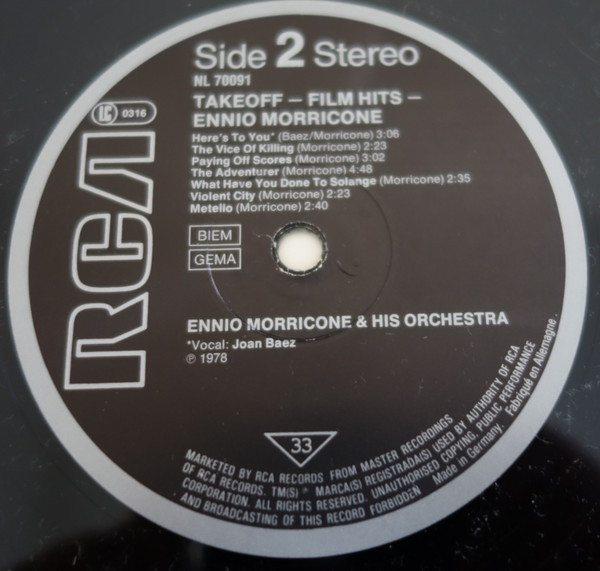 Side 2 Stereo
NL 70091
TAKEOFF – FILM HITS –
ENNIO MORRICONE
Here's To You* (Baez/Morricone) 3:06
The Vice Of Killing (Morricone) 2:23
Paying Off Scores (Morricone) 3:02
The Adventurer (Morricone) 4:48
What Have You Done To Solange (Morricone) 2:35
Violent City (Morricone) 2:23
Metello (Morricone) 2:40
LC 0316
RCA
BIEM
GEMA
ENNIO MORRICONE & HIS ORCHESTRA
*Vocal: Joan Baez
℗ 1978
33
MARKETED BY RCA RECORDS FROM MASTER RECORDINGS
OF RCA RECORDS. TM(S) ® MARCA(S) REGISTRADA(S) USED BY AUTHORITY OF RCA
CORPORATION. ALL RIGHTS RESERVED. UNAUTHORISED COPYING, PUBLIC PERFORMANCE
AND BROADCASTING OF THIS RECORD FORBIDDEN Made in Germany. Fabriqué en Allemagne.